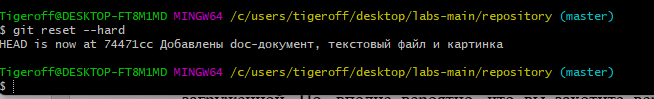 Tigeroff@DESKTOP-FT8M1MD MINGW64 /c/users/tigeroff/desktop/labs-main/repository (master)
$ git reset --hard
HEAD is now at 74471cc Добавлены doc-документ, текстовый файл и картинка
Tigeroff@DESKTOP-FT8M1MD MINGW64 /c/users/tigeroff/desktop/labs-main/repository (master)
$